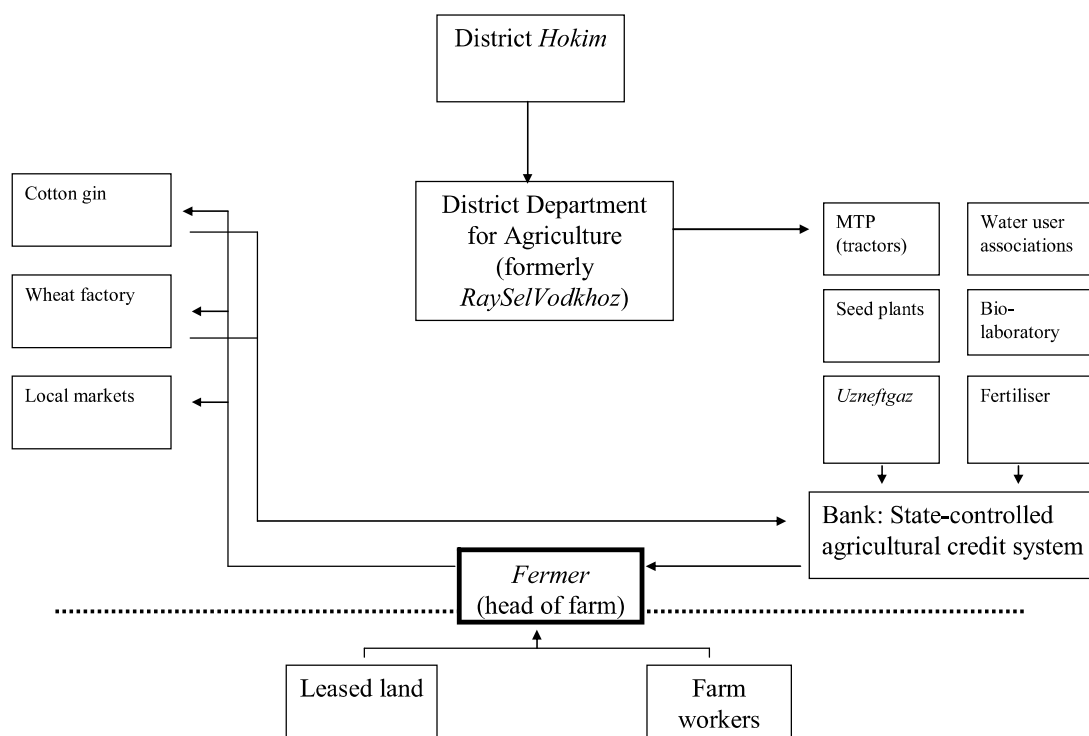 District Hokim
Cotton gin
Wheat factory
Local markets
District Department
for Agriculture
(formerly
RaySelVodkhoz)
MTP
(tractors)
Water user
associations
Seed plants
Bio-
laboratory
Uzneftgaz
Fertiliser
Bank: State-controlled
agricultural credit system
Fermer
(head of farm)
Leased land
Farm
workers